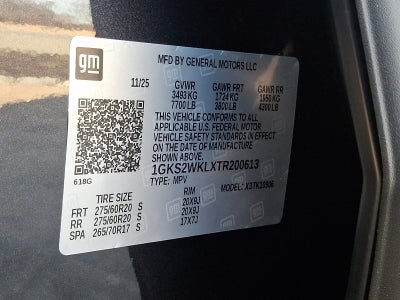 gm
MFD BY GENERAL MOTORS LLC
11/25 GVWR GAWR FRT GAWR RR
3493 KG 1724 KG 1950 KG
7700 LB 3800 LB 4300 LB
THIS VEHICLE CONFORMS TO ALL
APPLICABLE U.S. FEDERAL MOTOR
VEHICLE SAFETY STANDARDS IN EFFECT
ON THE DATE OF MANUFACTURE
SHOWN ABOVE.
1GKS2WKLXTR200613
618G TYPE: MPV MODEL: X3TK10906
TIRE SIZE RIM
FRT 275/60R20 S 20X9J
RR 275/60R20 S 20X9J
SPA 265/70R17 S 17X7J